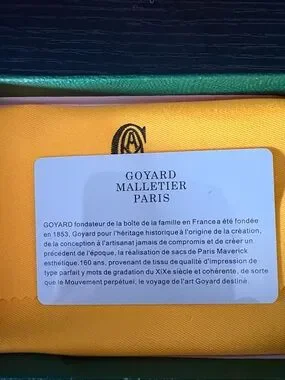 GOYARD
MALLETIER
PARIS
GOYARD fondateur de la boîte de la famille en Francea été fondée
en 1853, Goyard pour l'héritage historique à l'origine de la création,
de la conception à l'artisanat jamais de compromis et de créer un
précédent de l'époque, la réalisation de sacs de Paris Maverick
esthétique.160 ans, provenant de tissu de qualité d'impression de
type parfait y mots de gradation du XIXe siècle et cohérente, de sorte
que le Mouvement perpétuel, le voyage de l'art Goyard destiné.